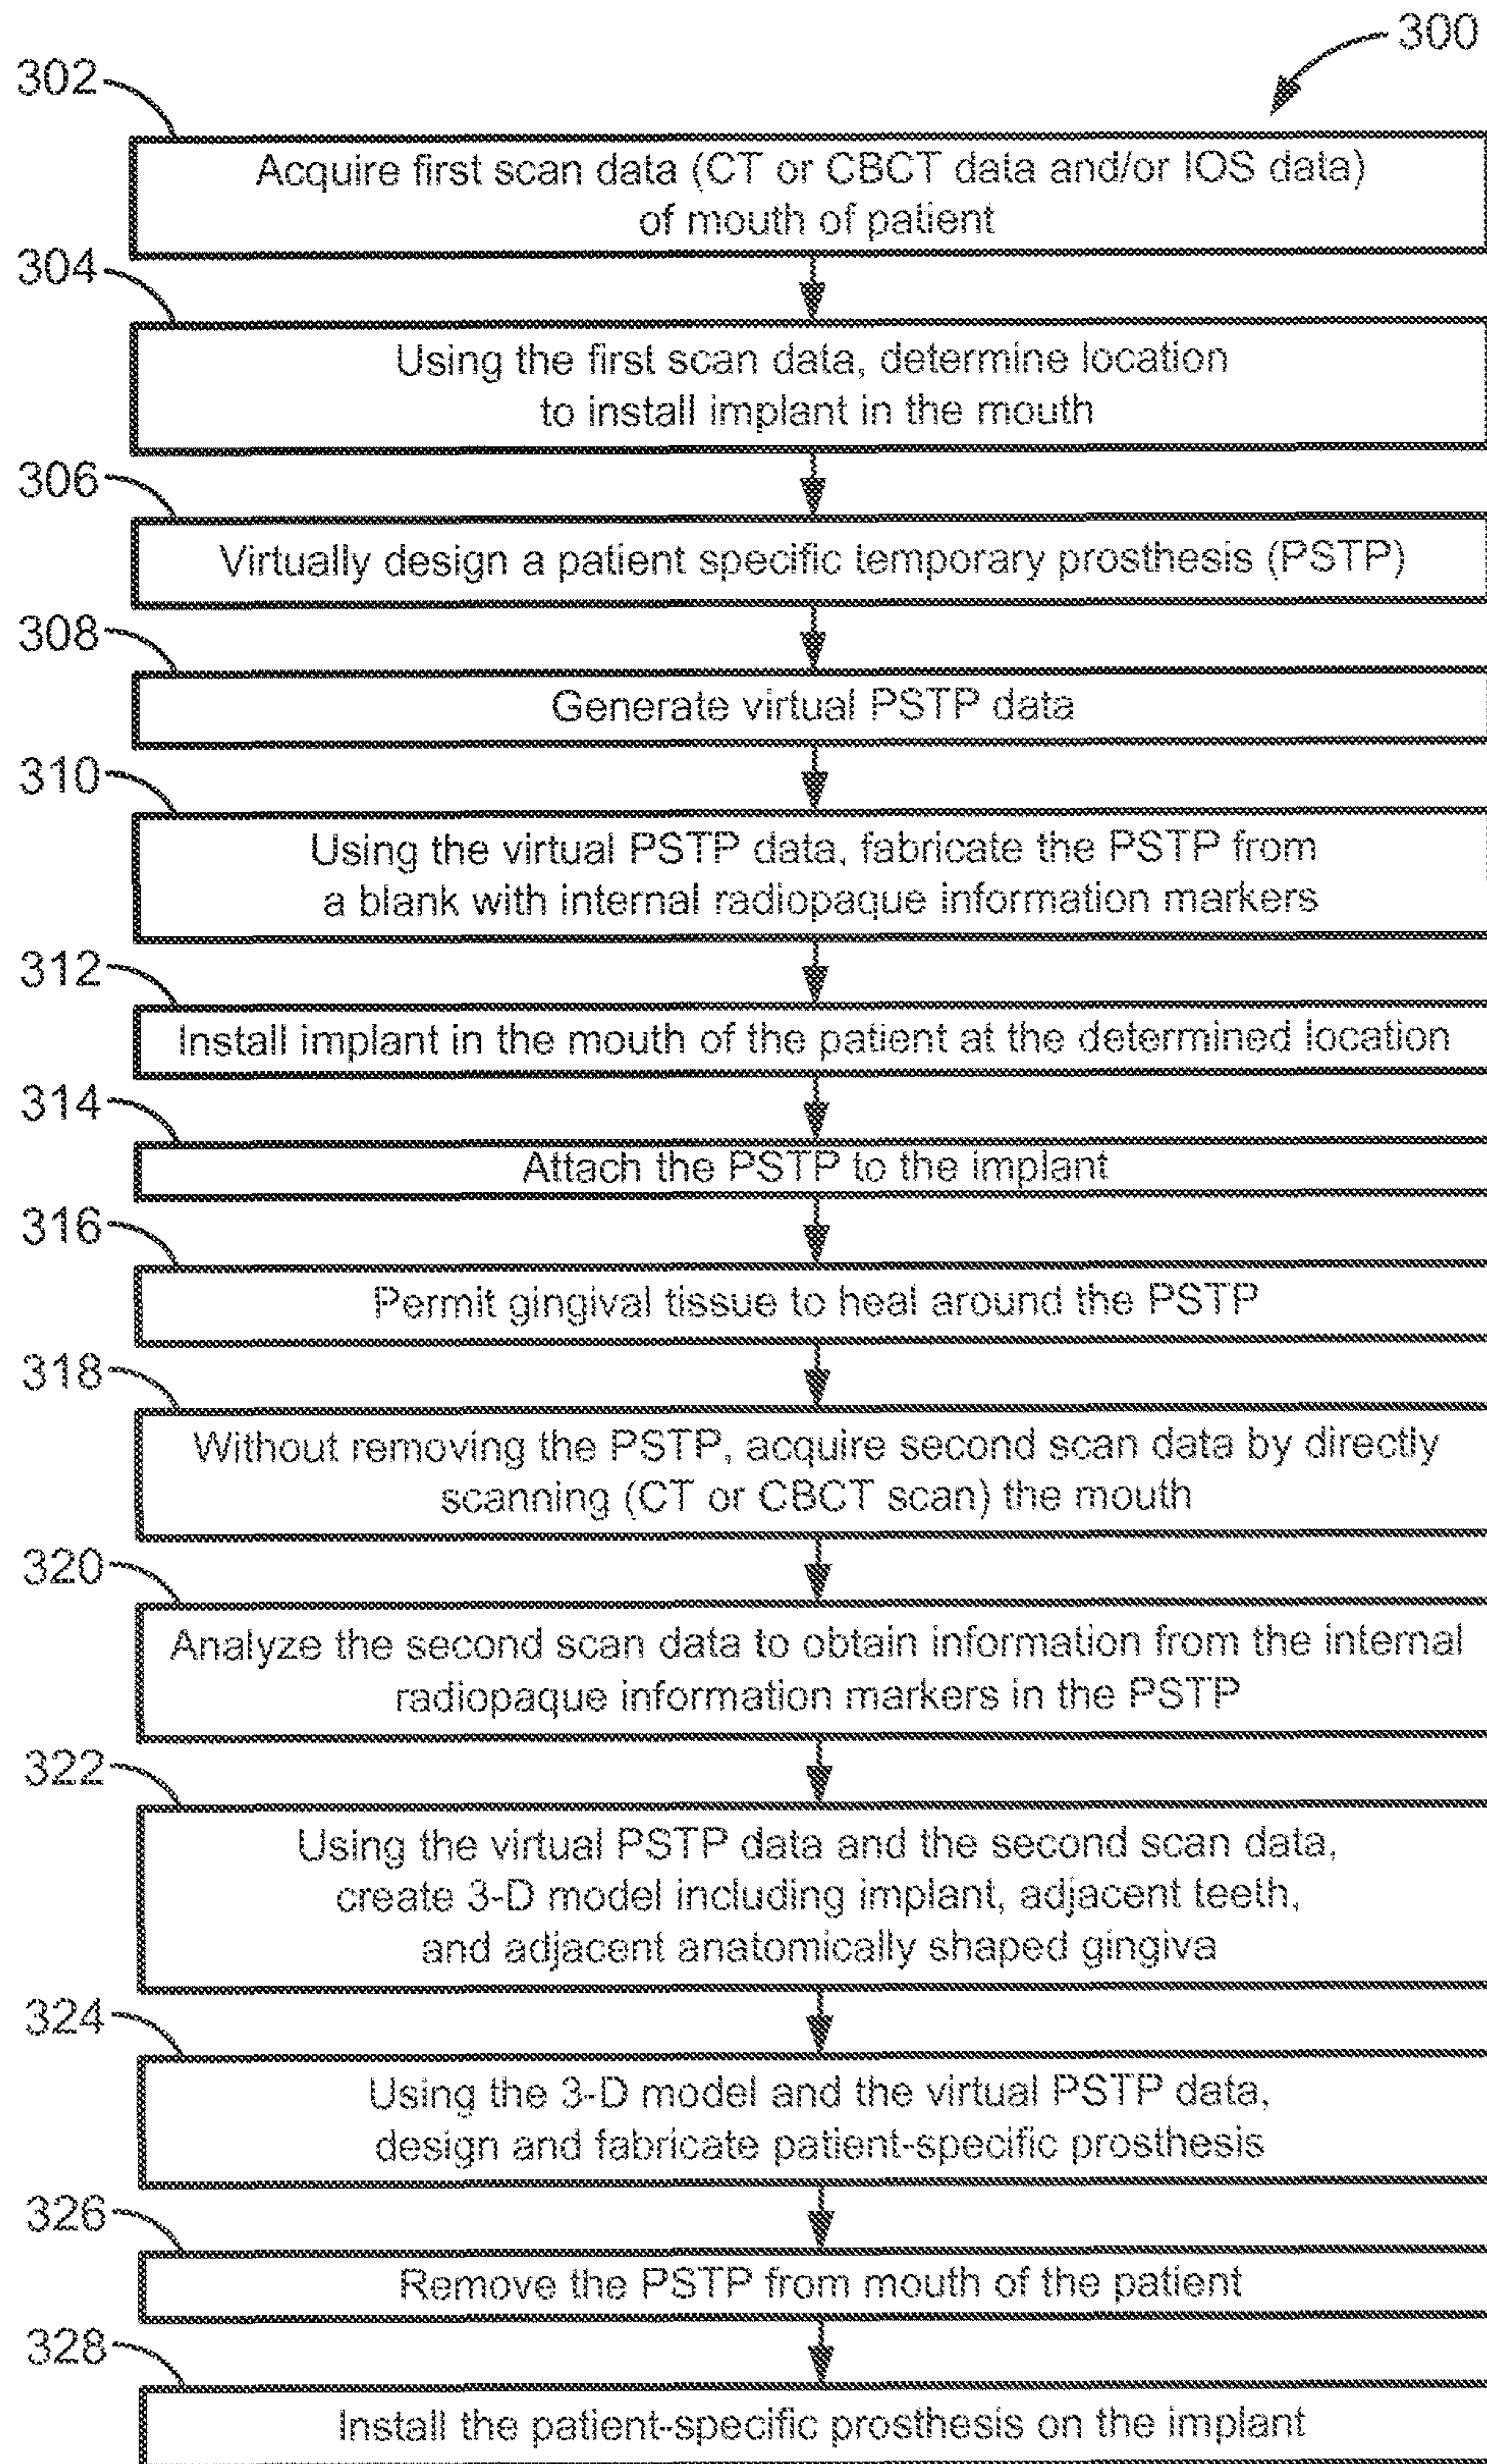 300
302
Acquire first scan data (CT or CBCT data and/or IOS data)
of mouth of patient
304
Using the first scan data, determine location
to install implant in the mouth
306
Virtually design a patient specific temporary prosthesis (PSTP)
308
Generate virtual PSTP data
310
Using the virtual PSTP data, fabricate the PSTP from
a blank with internal radiopaque information markers
312
Install implant in the mouth of the patient at the determined location
314
Attach the PSTP to the implant
316
Permit gingival tissue to heal around the PSTP
318
Without removing the PSTP, acquire second scan data by directly
scanning (CT or CBCT scan) the mouth
320
Analyze the second scan data to obtain information from the internal
radiopaque information markers in the PSTP
322
Using the virtual PSTP data and the second scan data,
create 3-D model including implant, adjacent teeth,
and adjacent anatomically shaped gingiva
324
Using the 3-D model and the virtual PSTP data,
design and fabricate patient-specific prosthesis
326
Remove the PSTP from mouth of the patient
328
Install the patient-specific prosthesis on the implant